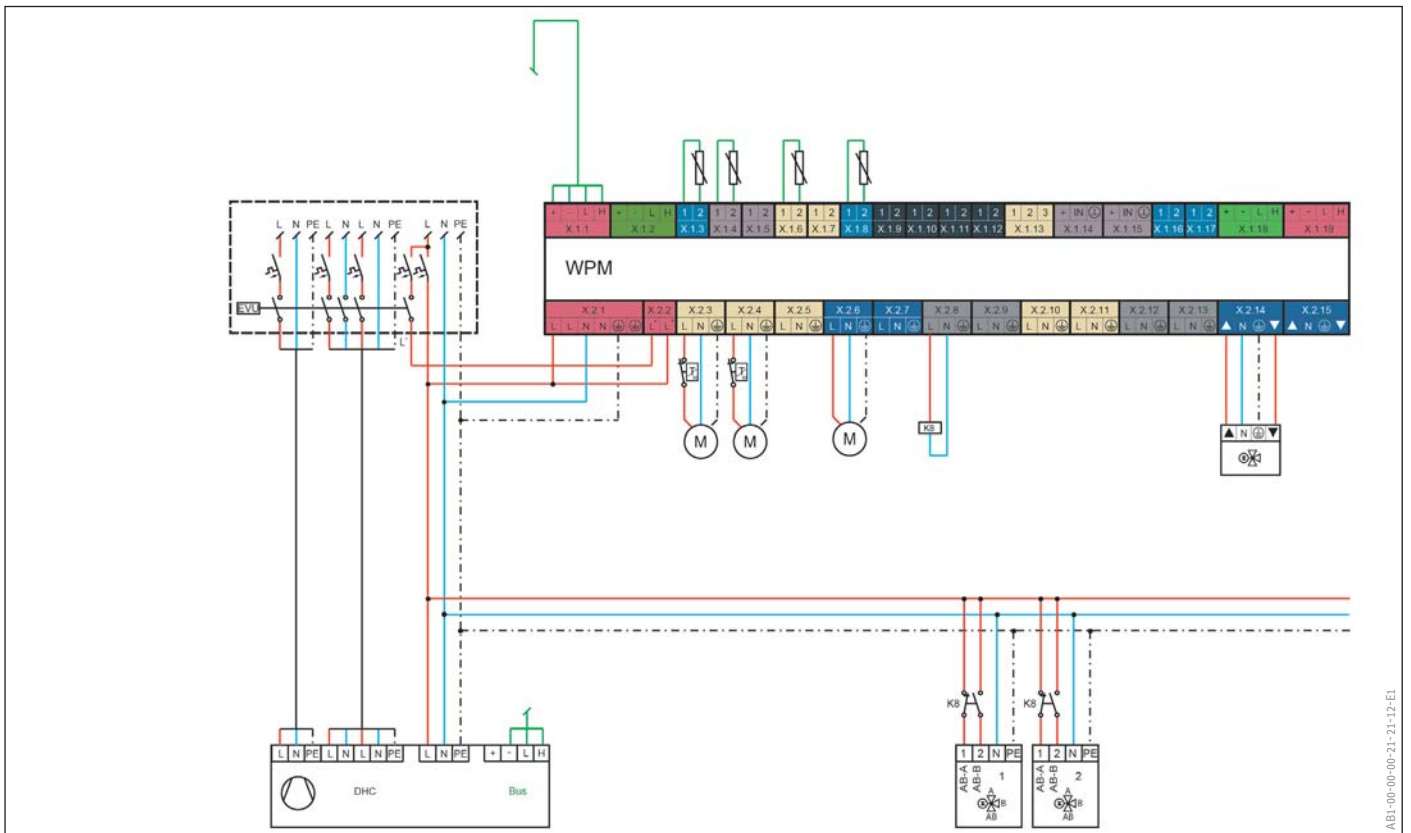 L N PE L N L N PE L N PE
EVU
L'
+ - L H + - L H 1 2 1 2 1 2 1 2 1 2 1 2 1 2 1 2 1 2 1 2 1 2 3 + IN + IN 1 2 1 2 + - L H + - L H
X.1.1 X.1.2 X.1.3 X.1.4 X.1.5 X.1.6 X.1.7 X.1.8 X.1.9 X.1.10 X.1.11 X.1.12 X.1.13 X.1.14 X.1.15 X.1.16 X.1.17 X.1.18 X.1.19
WPM
X.2.1 X.2.2 X.2.3 X.2.4 X.2.5 X.2.6 X.2.7 X.2.8 X.2.9 X.2.10 X.2.11 X.2.12 X.2.13 X.2.14 X.2.15
L L N N L' L' L N L N L N L N L N L N L N L N L N L N L N ▲ N ▼ ▲ N ▼
M M M
K8
▲ N ▼
K8 K8
L N PE L N L N PE L N PE + - L H
DHC Bus
1 2 N PE 1 2 N PE
AB-A AB-B 1 AB-A AB-B 2
A B AB A B AB
AB1-00-00-00-21-21-12-E1